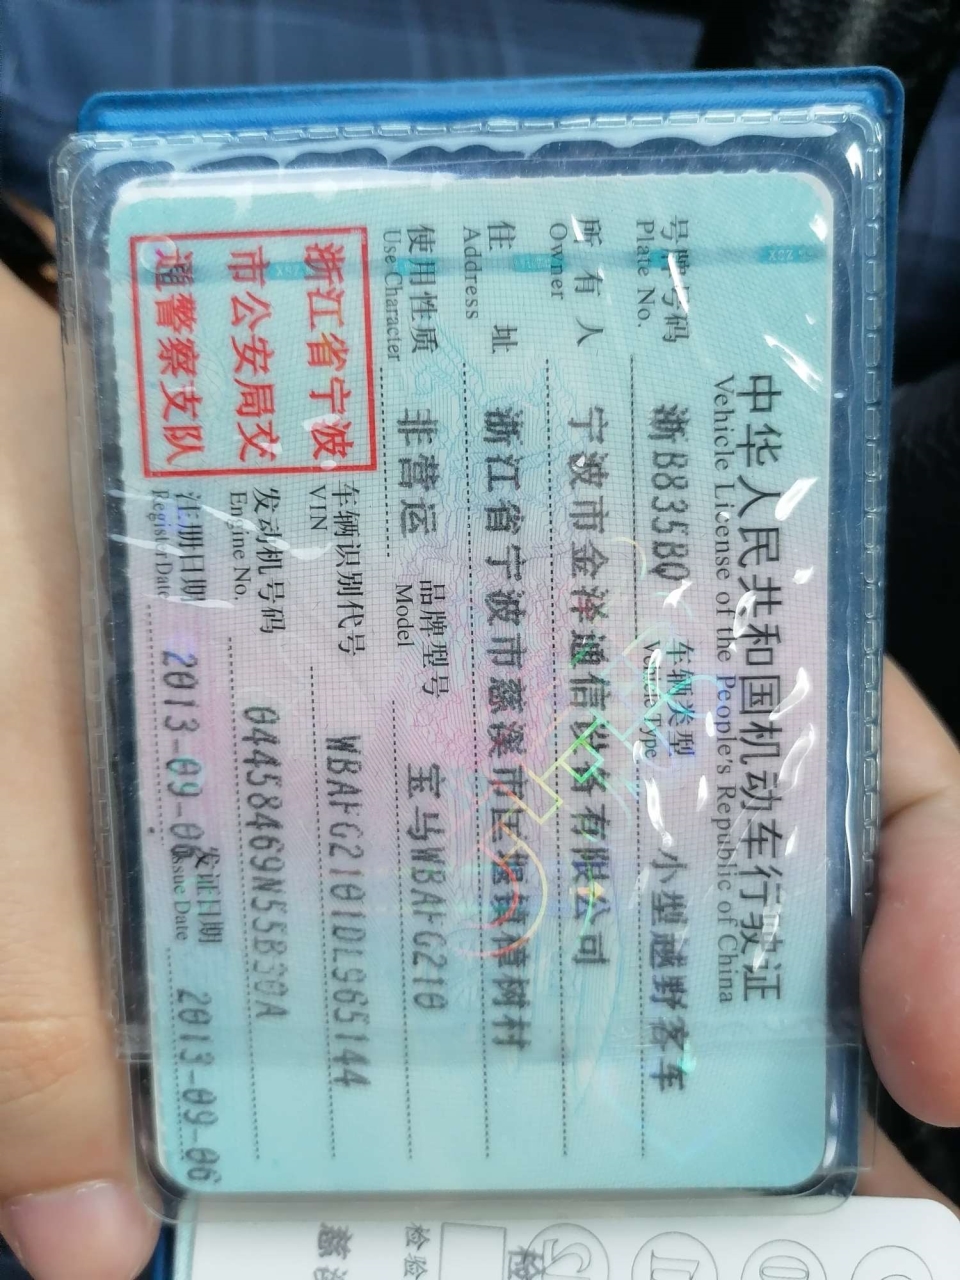 中华人民共和国机动车行驶证
Vehicle License of the People's Republic of China
号牌号码 浙B835B0 车辆类型 小型越野客车
Plate No. Vehicle Type
所有人 宁波市金泽通信设备有限公司
Owner
住址 浙江省宁波市慈溪市匡堰镇樟树村
Address
使用性质 非营运 品牌型号 宝马WBAFG210
Use Character Model
浙江省宁波
市公安局交
通警察支队
车辆识别代号 WBAFG2101DL965144
VIN
发动机号码 04458469N55B30A
Engine No.
注册日期 2013-09-06 发证日期 2013-09-06
Register Date Issue Date
检验